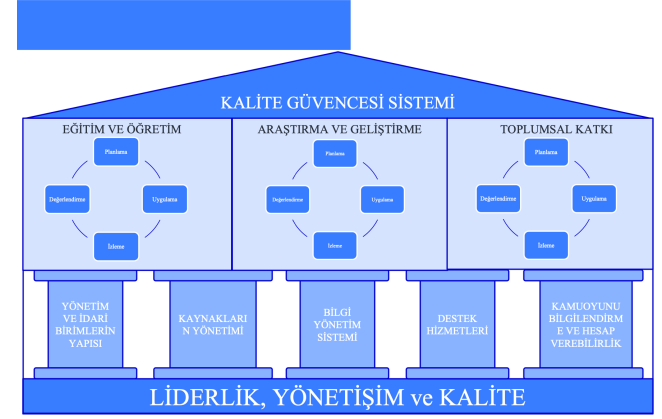 KALİTE GÜVENCESİ SİSTEMİ
EĞİTİM VE ÖĞRETİM
Planlama
Değerlendirme
Uygulama
İzleme
ARAŞTIRMA VE GELİŞTİRME
Planlama
Değerlendirme
Uygulama
İzleme
TOPLUMSAL KATKI
Planlama
Değerlendirme
Uygulama
İzleme
YÖNETİM
VE İDARİ
BİRİMLERİN
YAPISI
KAYNAKLARI
N YÖNETİMİ
BİLGİ
YÖNETİM
SİSTEMİ
DESTEK
HİZMETLERİ
KAMUOYUNU
BİLGİLENDİRM
E VE HESAP
VEREBİLİRLİK
LİDERLİK, YÖNETİŞİM ve KALİTE